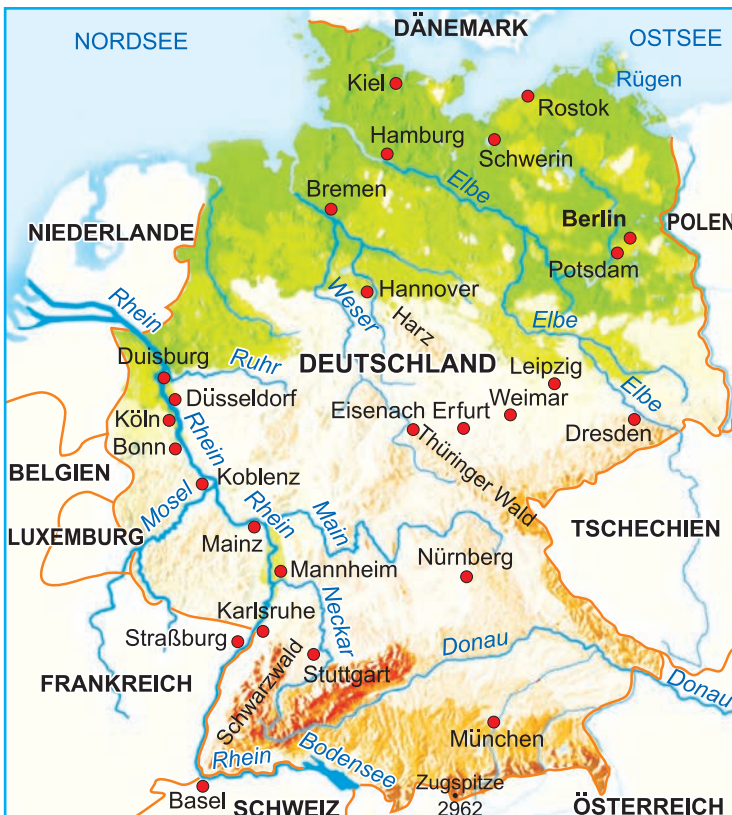 DÄNEMARK
NORDSEE
OSTSEE
Kiel
Rügen
Rostok
Hamburg
Schwerin
Elbe
Bremen
Berlin
POLEN
NIEDERLANDE
Potsdam
Rhein
Weser
Hannover
Harz
Elbe
Duisburg
Ruhr
DEUTSCHLAND
Leipzig
Düsseldorf
Weimar
Elbe
Köln
Rhein
Eisenach
Erfurt
Dresden
Bonn
Thüringer Wald
BELGIEN
Koblenz
Mosel
Rhein
Main
LUXEMBURG
Mainz
TSCHECHIEN
Nürnberg
Mannheim
Neckar
Karlsruhe
Straßburg
Donau
Schwarzwald
Stuttgart
FRANKREICH
Donau
München
Rhein
Bodensee
Basel
Zugspitze
2962
SCHWEIZ
ÖSTERREICH